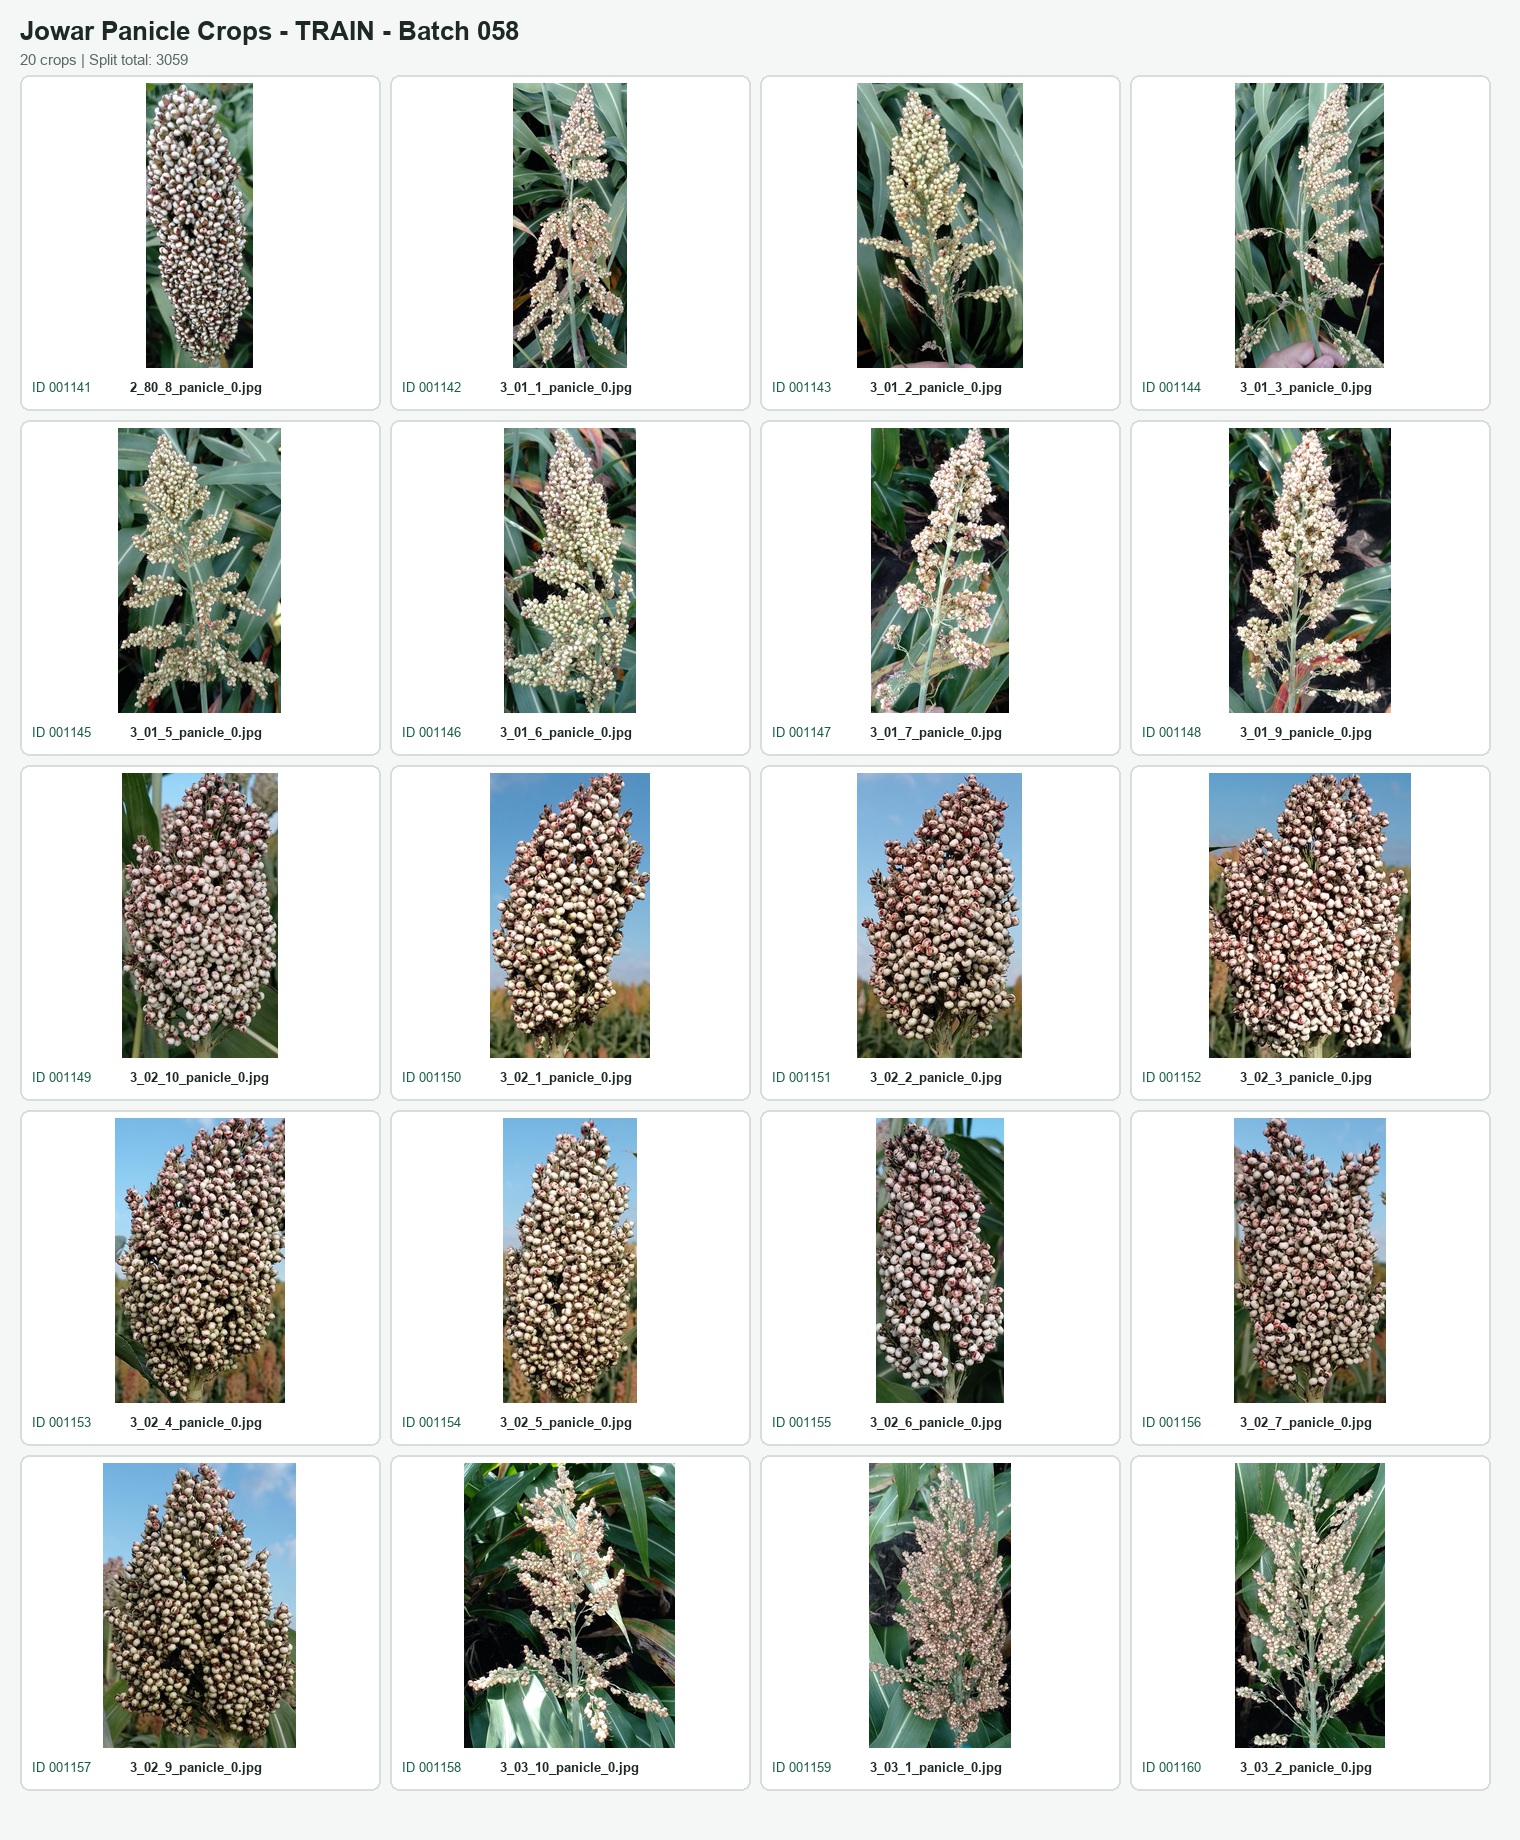 Jowar Panicle Crops - TRAIN - Batch 058
20 crops | Split total: 3059
ID 001141 2_80_8_panicle_0.jpg
ID 001142 3_01_1_panicle_0.jpg
ID 001143 3_01_2_panicle_0.jpg
ID 001144 3_01_3_panicle_0.jpg
ID 001145 3_01_5_panicle_0.jpg
ID 001146 3_01_6_panicle_0.jpg
ID 001147 3_01_7_panicle_0.jpg
ID 001148 3_01_9_panicle_0.jpg
ID 001149 3_02_10_panicle_0.jpg
ID 001150 3_02_1_panicle_0.jpg
ID 001151 3_02_2_panicle_0.jpg
ID 001152 3_02_3_panicle_0.jpg
ID 001153 3_02_4_panicle_0.jpg
ID 001154 3_02_5_panicle_0.jpg
ID 001155 3_02_6_panicle_0.jpg
ID 001156 3_02_7_panicle_0.jpg
ID 001157 3_02_9_panicle_0.jpg
ID 001158 3_03_10_panicle_0.jpg
ID 001159 3_03_1_panicle_0.jpg
ID 001160 3_03_2_panicle_0.jpg